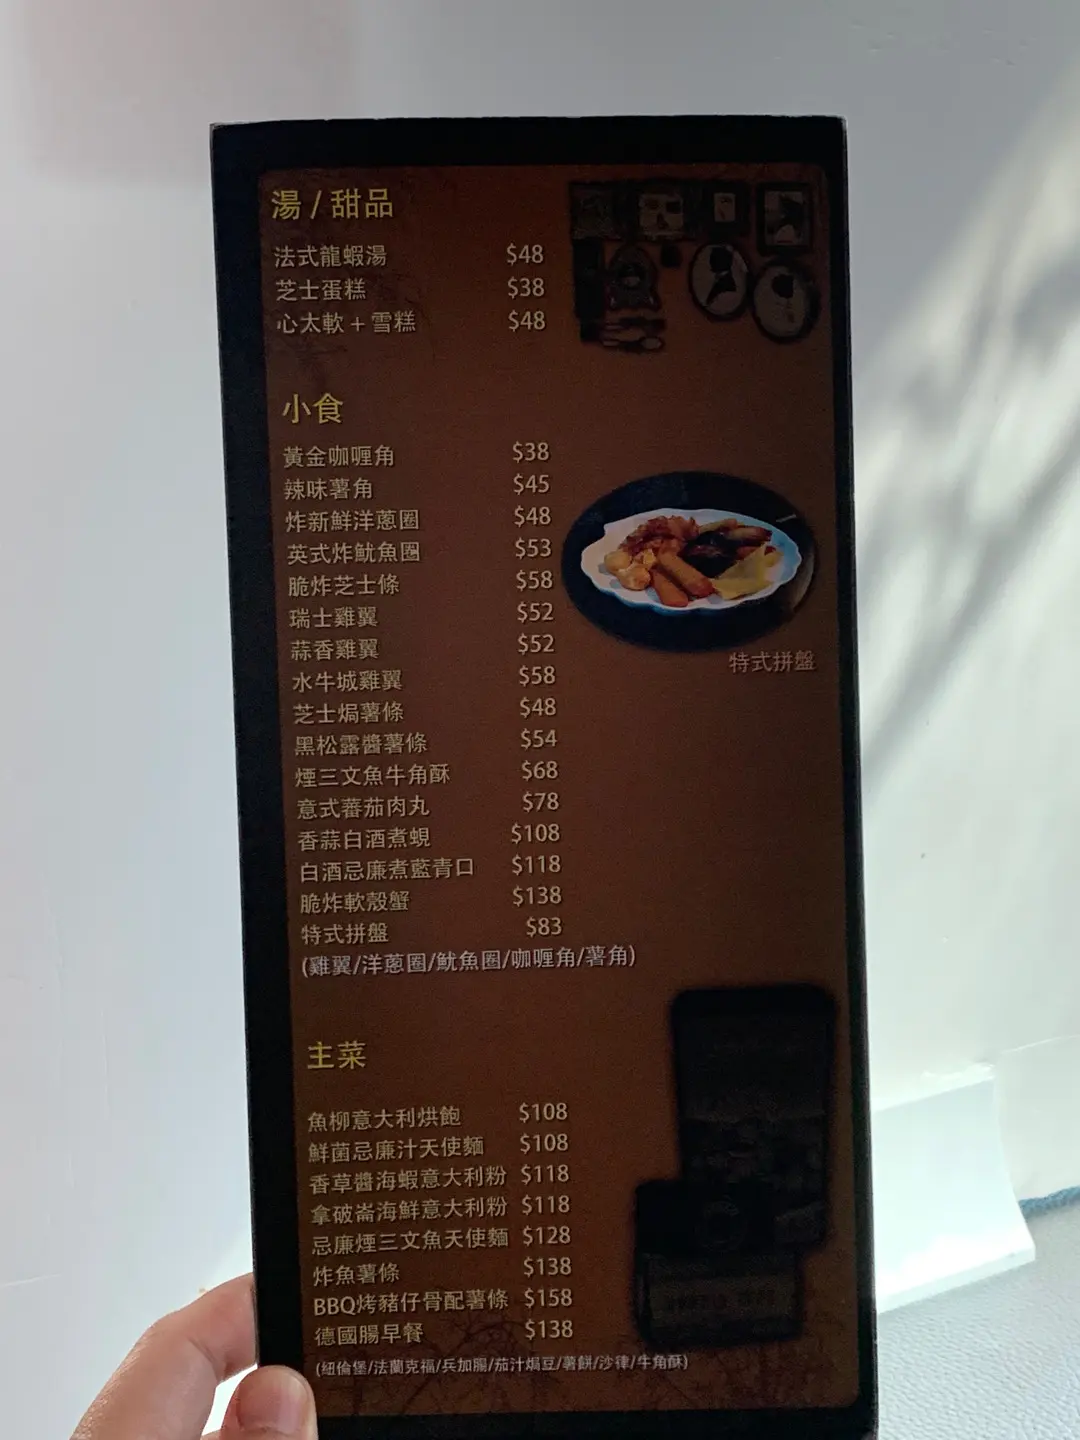 湯 / 甜品
法式龍蝦湯 $48
芝士蛋糕 $38
心太軟 + 雪糕 $48
小食
黃金咖喱角 $38
辣味薯角 $45
炸新鮮洋蔥圈 $48
英式炸魷魚圈 $53
脆炸芝士條 $58
瑞士雞翼 $52
蒜香雞翼 $52
水牛城雞翼 $58
芝士焗薯條 $48
黑松露醬薯條 $54
煙三文魚牛角酥 $68
意式蕃茄肉丸 $78
香蒜白酒煮蜆 $108
白酒忌廉煮藍青口 $118
脆炸軟殼蟹 $138
特式拼盤 $83
(雞翼/洋蔥圈/魷魚圈/咖喱角/薯角)
特式拼盤
主菜
魚柳意大利烘飽 $108
鮮菌忌廉汁天使麵 $108
香草醬海蝦意大利粉 $118
拿破崙海鮮意大利粉 $118
忌廉煙三文魚天使麵 $128
炸魚薯條 $138
BBQ烤豬仔骨配薯條 $158
德國腸早餐 $138
(紐倫堡/法蘭克福/兵加腸/茄汁焗豆/薯餅/沙律/牛角酥)